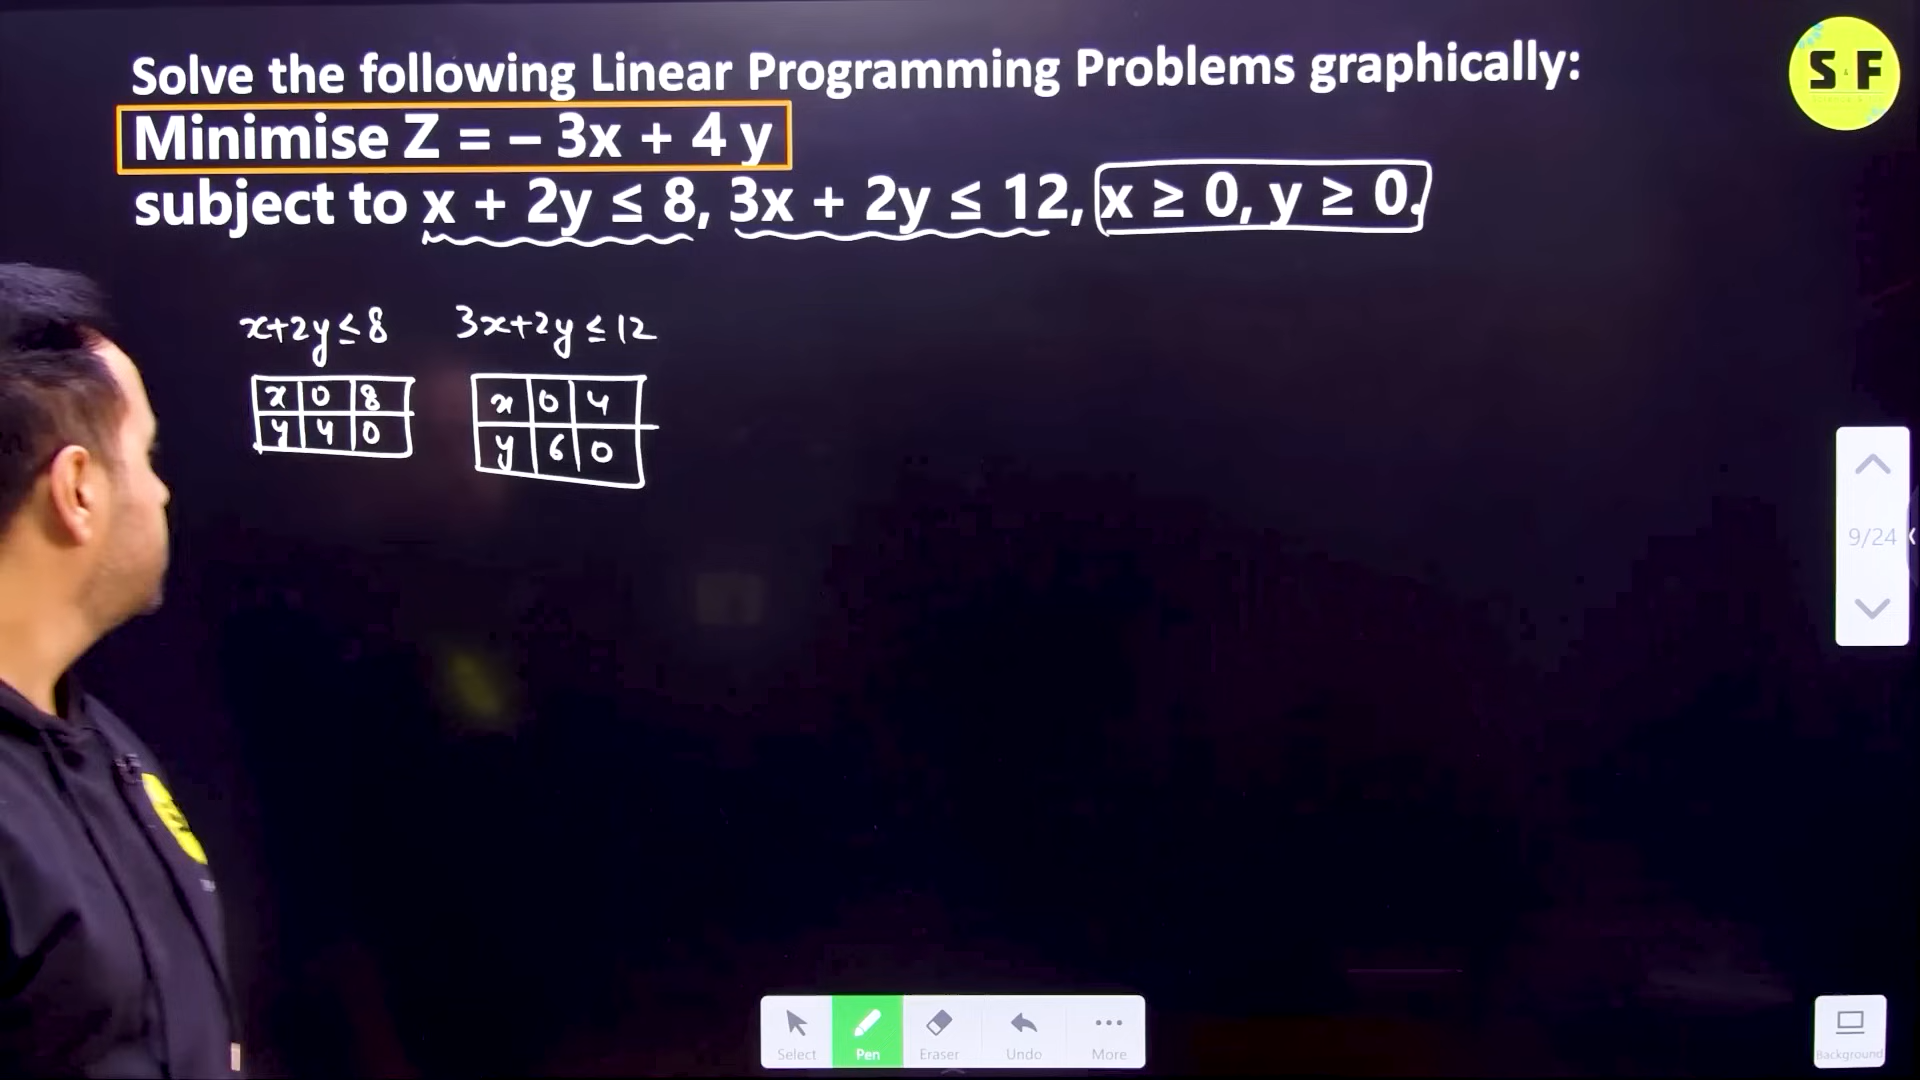 Solve the following Linear Programming Problems graphically:
Minimise Z = – 3x + 4 y
subject to x + 2y ≤ 8, 3x + 2y ≤ 12, x ≥ 0, y ≥ 0.
S F
x+2y≤8
3x+2y≤12
x 0 8
y 4 0
x 0 4
y 6 0
9/24
Select Pen Eraser Undo More
Background